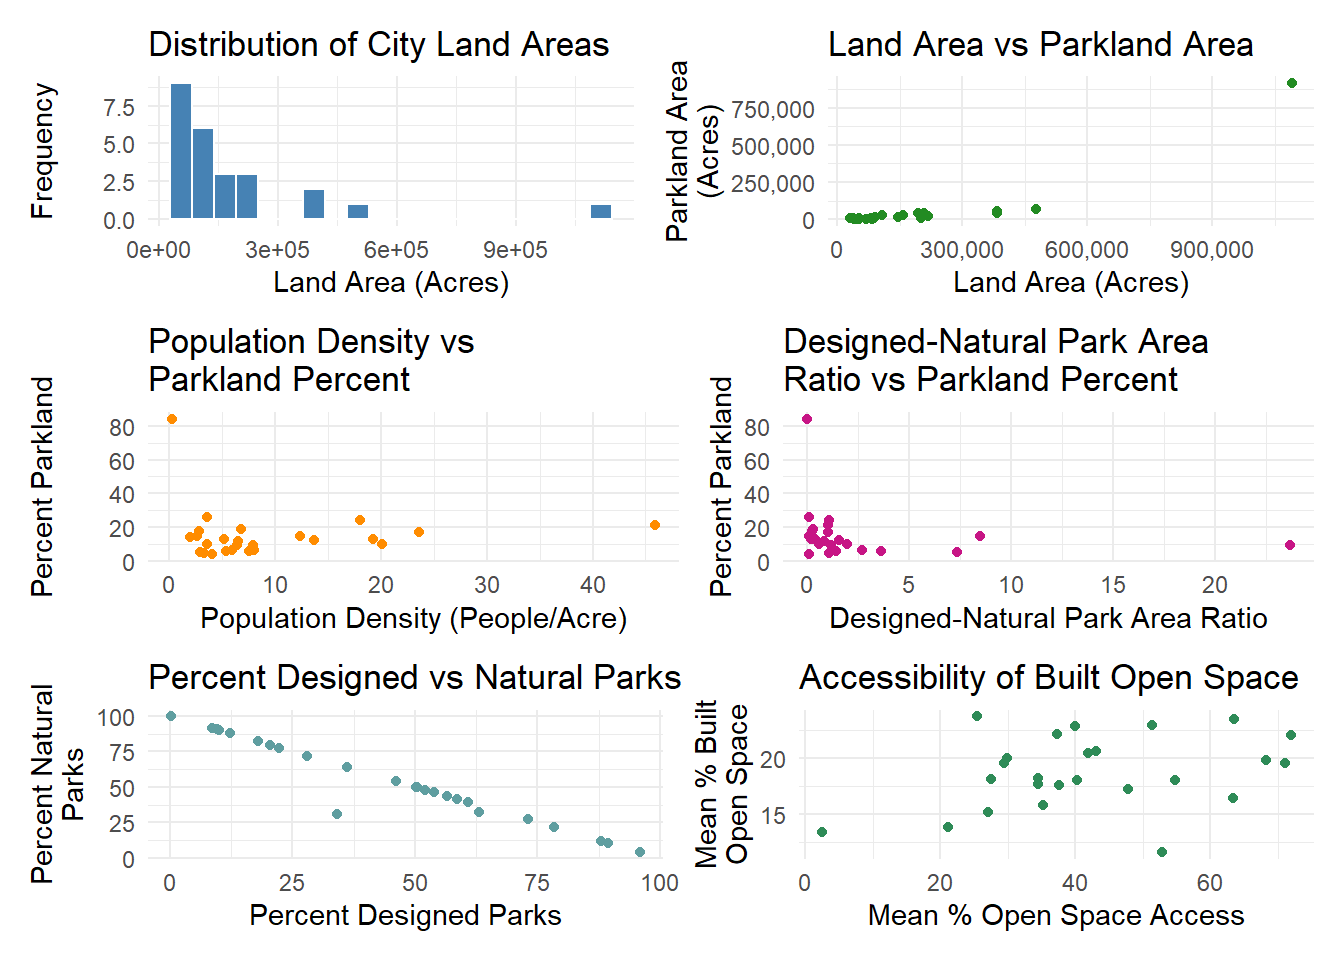 Distribution of City Land Areas
Frequency
7.5
5.0
2.5
0.0
0e+00 3e+05 6e+05 9e+05
Land Area (Acres)
Land Area vs Parkland Area
Parkland Area
(Acres)
750,000
500,000
250,000
0
0 300,000 600,000 900,000
Land Area (Acres)
Population Density vs
Parkland Percent
Percent Parkland
80
60
40
20
0
0 10 20 30 40
Population Density (People/Acre)
Designed-Natural Park Area
Ratio vs Parkland Percent
Percent Parkland
80
60
40
20
0
0 5 10 15 20
Designed-Natural Park Area Ratio
Percent Designed vs Natural Parks
Percent Natural
Parks
100
75
50
25
0
0 25 50 75 100
Percent Designed Parks
Accessibility of Built Open Space
Mean % Built
Open Space
20
15
0 20 40 60
Mean % Open Space Access